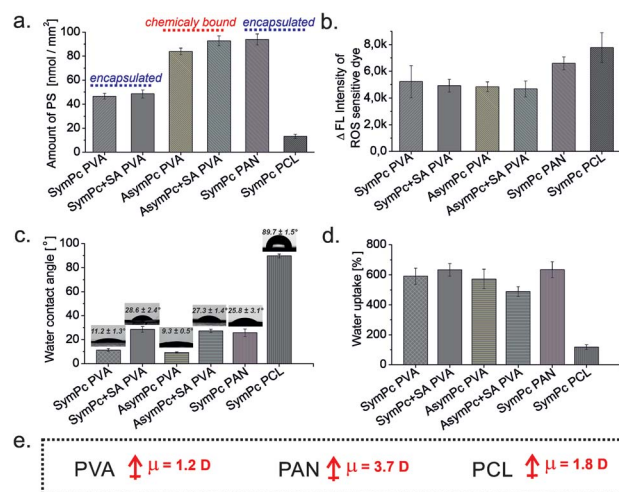 a.
chemicaly bound
encapsulated
encapsulated
Amount of PS [nmol / mm²]
100
80
60
40
20
0
SymPc PVA
SymPc+SA PVA
AsymPc PVA
AsymPc+SA PVA
SymPc PAN
SymPc PCL
b.
Δ FL Intensity of
ROS sensitive dye
8,0k
6,0k
4,0k
2,0k
0,0
SymPc PVA
SymPc+SA PVA
AsymPc PVA
AsymPc+SA PVA
SymPc PAN
SymPc PCL
c.
Water contact angle [°]
100
80
60
40
20
0
11.2 ± 1.3°
28.6 ± 2.4°
9.3 ± 0.5°
27.3 ± 1.4°
25.8 ± 3.1°
89.7 ± 1.5°
SymPc PVA
SymPc+SA PVA
AsymPc PVA
AsymPc+SA PVA
SymPc PAN
SymPc PCL
d.
Water uptake [%]
800
600
400
200
0
SymPc PVA
SymPc+SA PVA
AsymPc PVA
AsymPc+SA PVA
SymPc PAN
SymPc PCL
e.
PVA μ = 1.2 D PAN μ = 3.7 D PCL μ = 1.8 D